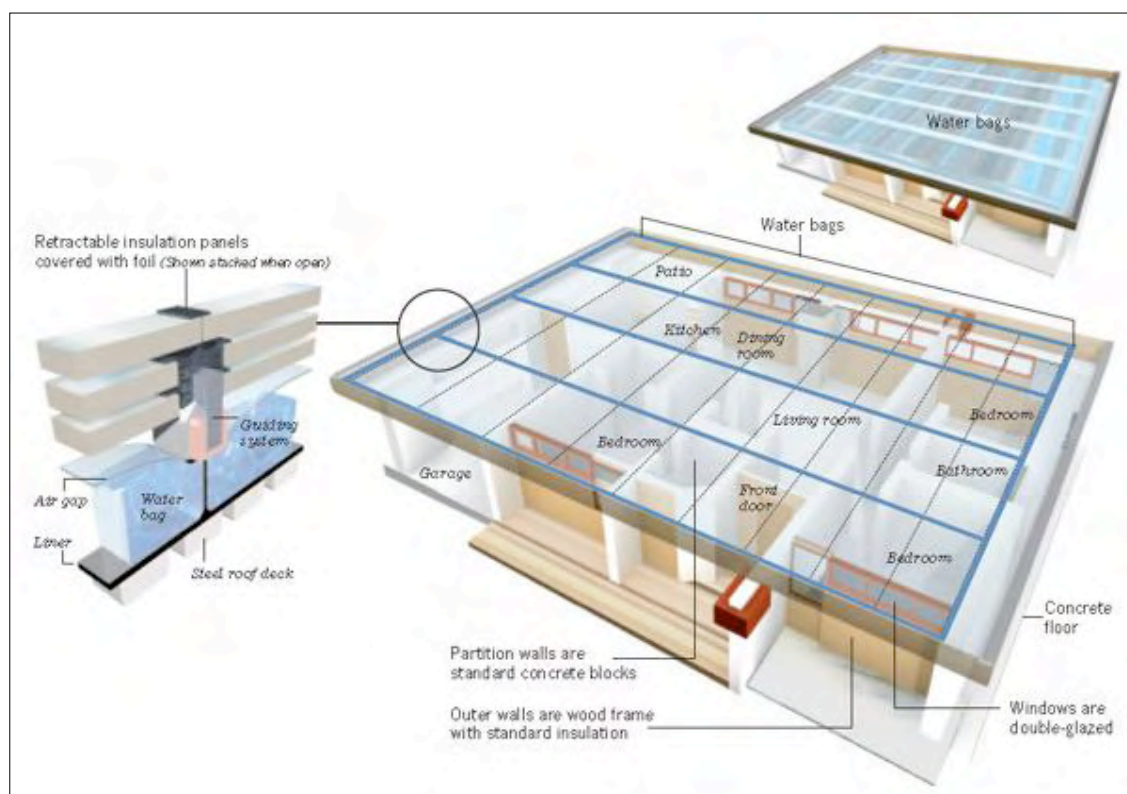 Water bags
Water bags
Retractable insulation panels
covered with foil (Shown stacked when open)
Patio
Kitchen
Dining
room
Guiding
system
Living room
Bedroom
Bedroom
Garage
Bathroom
Air gap
Water
bag
Front
door
Liner
Bedroom
Steel roof deck
Concrete
floor
Partition walls are
standard concrete blocks
Outer walls are wood frame
with standard insulation
Windows are
double-glazed